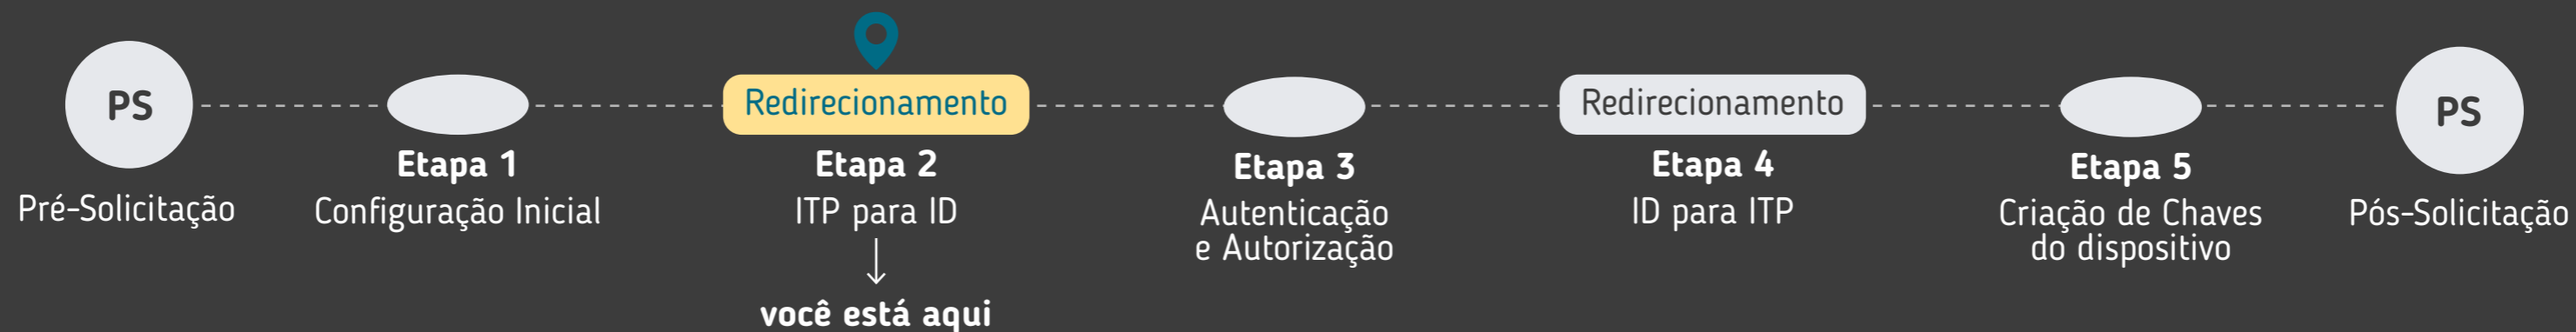 PS
Pré-Solicitação
Etapa 1
Configuração Inicial
Redirecionamento
Etapa 2
ITP para ID
você está aqui
Etapa 3
Autenticação
e Autorização
Redirecionamento
Etapa 4
ID para ITP
Etapa 5
Criação de Chaves
do dispositivo
PS
Pós-Solicitação